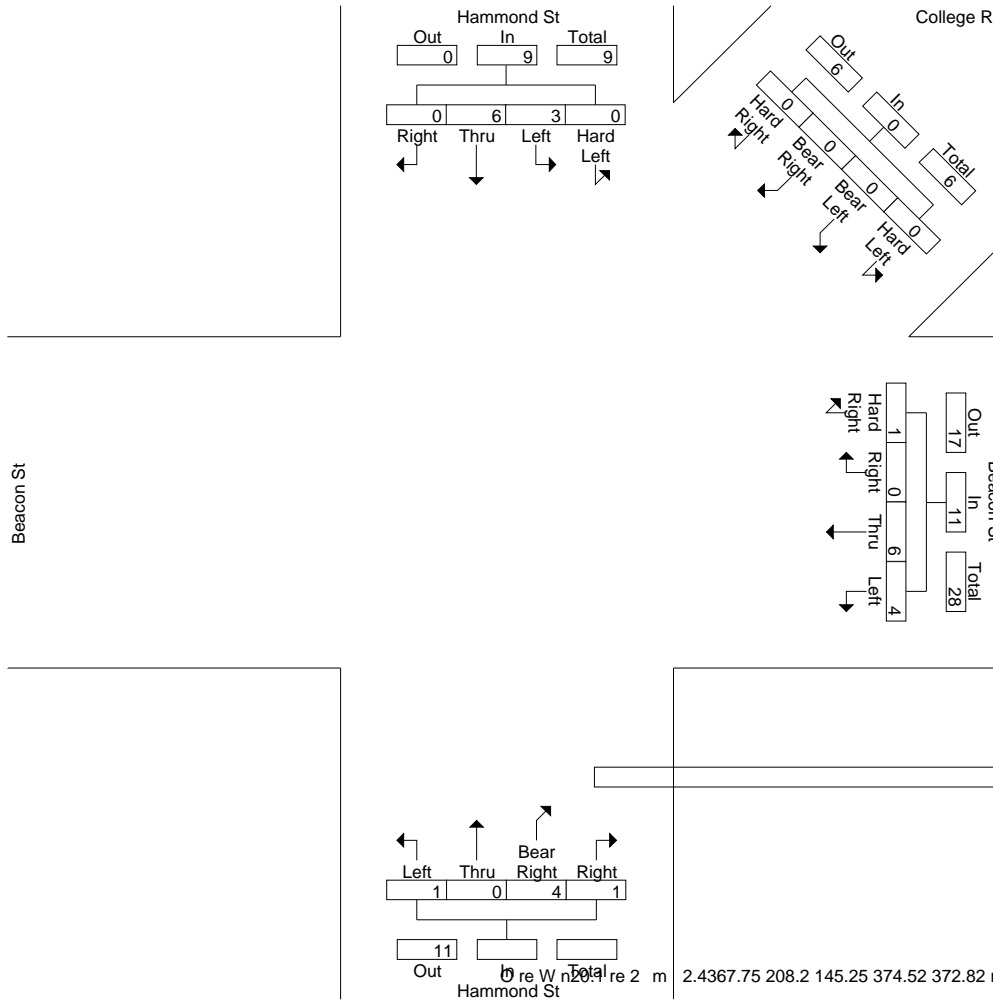 Hammond St
Out In Total
0 9 9
0 6 3 0
Right Thru Left Hard Left
College R
Out In Total
6 0 6
0 0 0 0
Hard Right
Bear Right
Bear Left
Hard Left
Beacon St
Out In Total
17 11 28
1 0 6 4
Hard Right
Right
Thru
Left
Beacon St
Left Thru Bear Right Right
1 0 4 1
11
Out In Total
Hammond St
re 2 m 2.4367.75 208.2 145.25 374.52 372.82